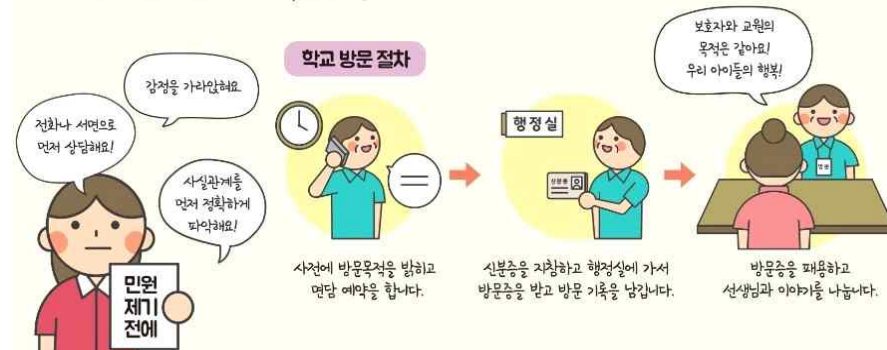 학교 방문 절차
감정을 가라앉혀요
전화나 서면으로
먼저 상담해요!
사실관계를
먼저 정확하게
파악해요!
민원
제기
전에
사전에 방문목적을 밝히고
면담 예약을 합니다.
행정실
신분증
신분증을 지참하고 행정실에 가서
방문증을 받고 방문 기록을 남깁니다.
보호자와 교원의
목적은 같아요!
우리 아이들의 행복!
방문증을 패용하고
선생님과 이야기를 나눕니다.